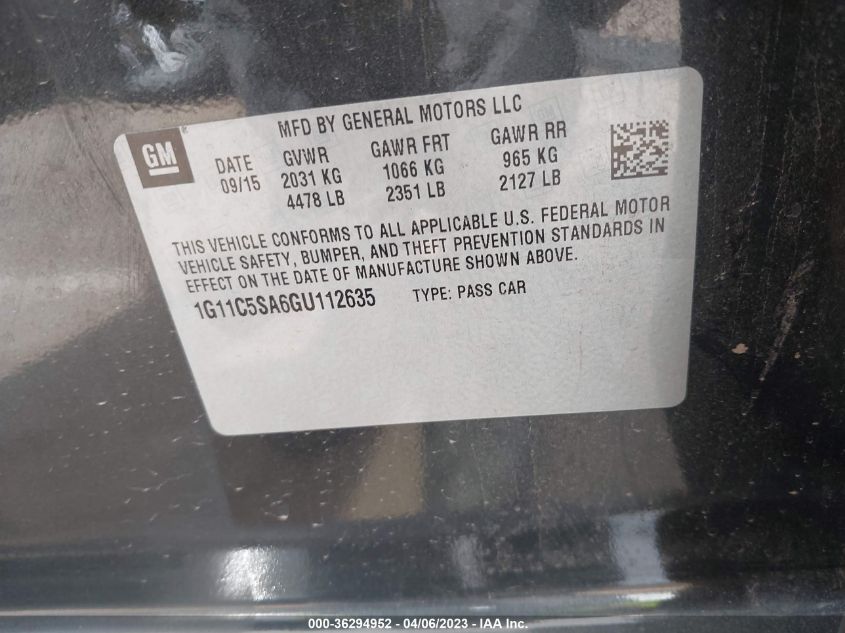 MFD BY GENERAL MOTORS LLC
GM
DATE GVWR GAWR FRT GAWR RR
09/15 2031 KG 1066 KG 965 KG
4478 LB 2351 LB 2127 LB
THIS VEHICLE CONFORMS TO ALL APPLICABLE U.S. FEDERAL MOTOR
VEHICLE SAFETY, BUMPER, AND THEFT PREVENTION STANDARDS IN
EFFECT ON THE DATE OF MANUFACTURE SHOWN ABOVE.
1G11C5SA6GU112635 TYPE: PASS CAR
000-36294952 - 04/06/2023 - IAA Inc.